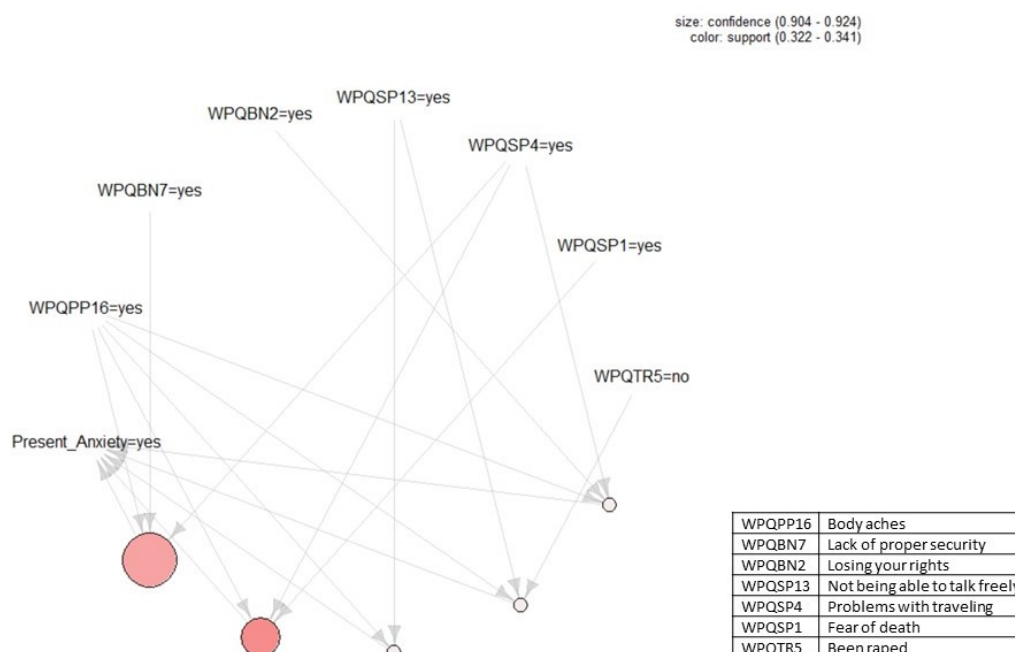 size: confidence (0.904 - 0.924)
color: support (0.322 - 0.341)
WPQSP13=yes
WPQBN2=yes
WPQSP4=yes
WPQBN7=yes
WPQSP1=yes
WPQPP16=yes
WPQTR5=no
Present_Anxiety=yes
WPQPP16 Body aches
WPQBN7 Lack of proper security
WPQBN2 Losing your rights
WPQSP13 Not being able to talk freely
WPQSP4 Problems with traveling
WPQSP1 Fear of death
WPQTR5 Been raped